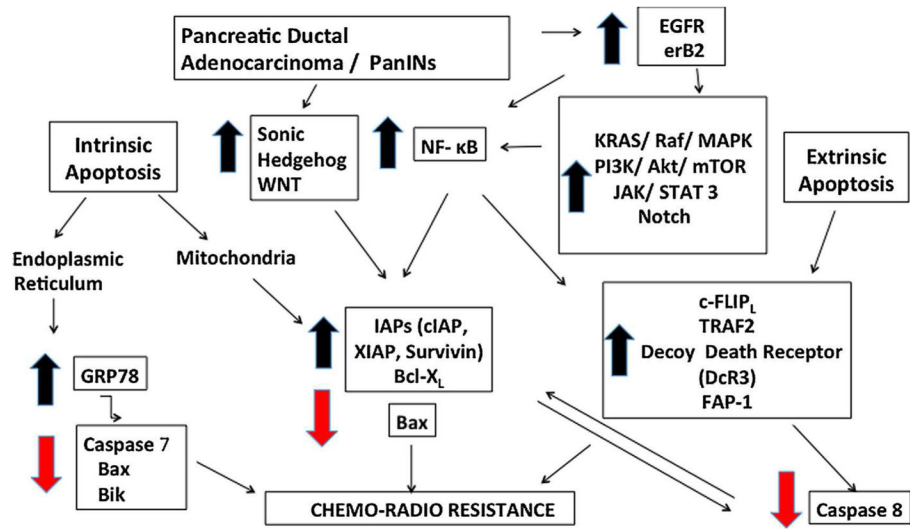 Pancreatic Ductal
Adenocarcinoma / PanINs
EGFR
erB2
Intrinsic
Apoptosis
Sonic
Hedgehog
WNT
NF- κB
KRAS/ Raf/ MAPK
PI3K/ Akt/ mTOR
JAK/ STAT 3
Notch
Extrinsic
Apoptosis
Endoplasmic
Reticulum
Mitochondria
IAPs (cIAP,
XIAP, Survivin)
Bcl-XL
c-FLIPL
TRAF2
Decoy Death Receptor
(DcR3)
FAP-1
GRP78
Bax
Caspase 7
Bax
Bik
CHEMO-RADIO RESISTANCE
Caspase 8